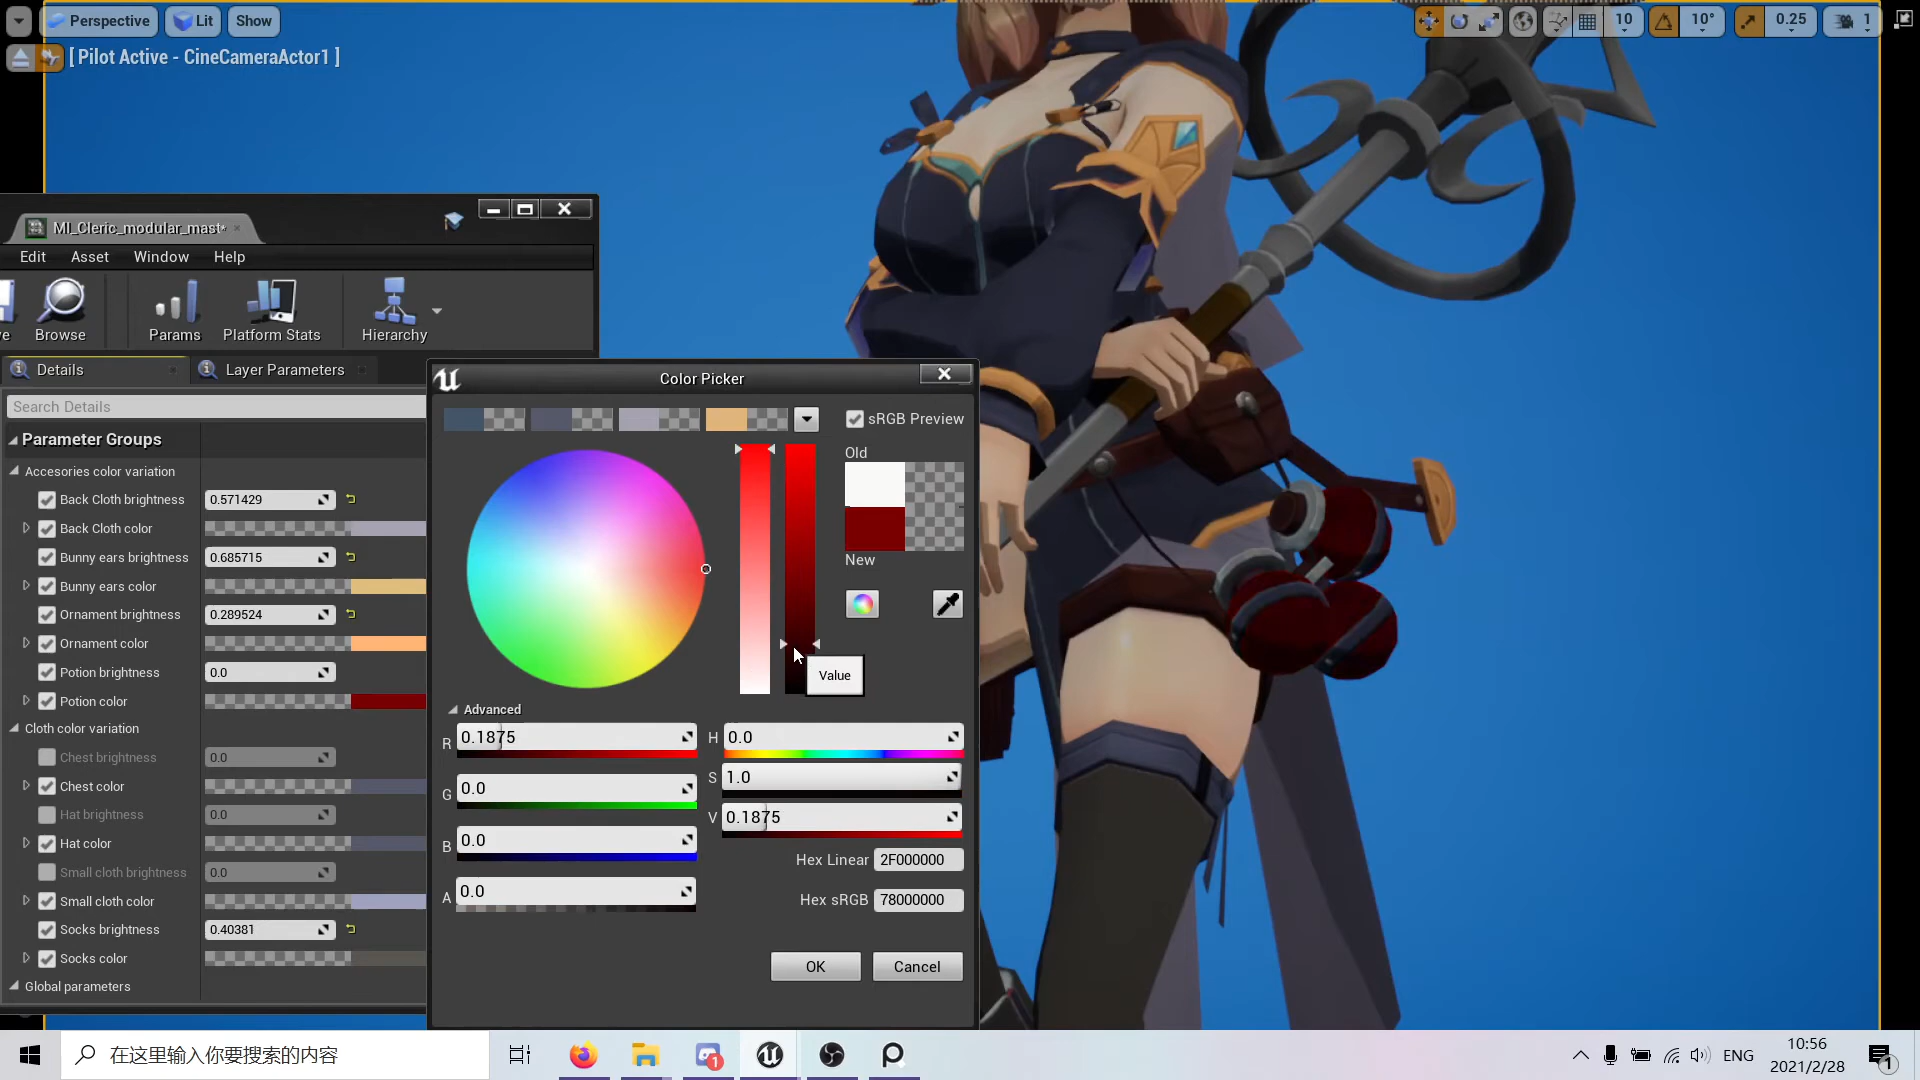 Perspective
Lit
Show
10
10°
0.25
1
[ Pilot Active - CineCameraActor1 ]
MI_Cleric_modular_mast*
Edit
Asset
Window
Help
Browse
Params
Platform Stats
Hierarchy
Details
Layer Parameters
Search Details
Parameter Groups
Accesories color variation
Back Cloth brightness 0.571429
Back Cloth color
Bunny ears brightness 0.685715
Bunny ears color
Ornament brightness 0.289524
Ornament color
Potion brightness 0.0
Potion color
Cloth color variation
Chest brightness 0.0
Chest color
Hat brightness 0.0
Hat color
Small cloth brightness 0.0
Small cloth color
Socks brightness 0.40381
Socks color
Global parameters
Color Picker
sRGB Preview
Old
New
Value
Advanced
R 0.1875
G 0.0
B 0.0
A 0.0
H 0.0
S 1.0
V 0.1875
Hex Linear 2F000000
Hex sRGB 78000000
OK
Cancel
在这里输入你要搜索的内容
1
ENG
10:56
2021/2/28
1